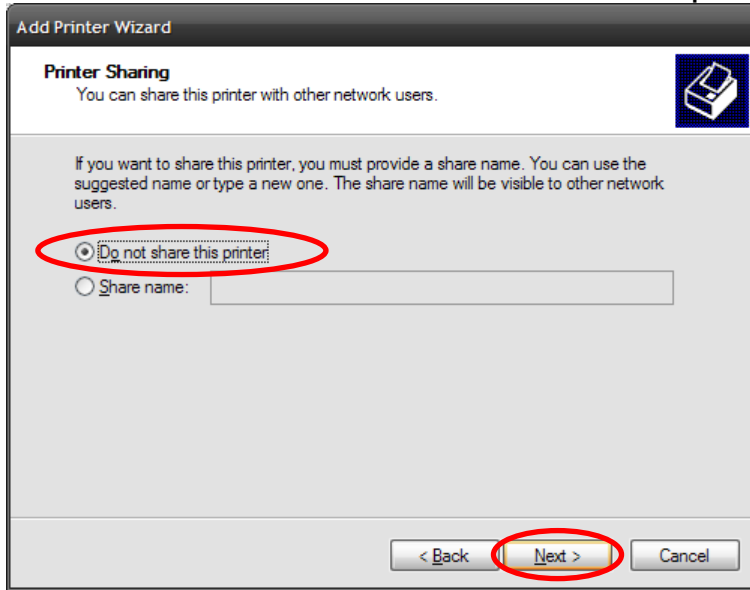 Add Printer Wizard
Printer Sharing
You can share this printer with other network users.
If you want to share this printer, you must provide a share name. You can use the
suggested name or type a new one. The share name will be visible to other network
users.
Do not share this printer
Share name:
< Back
Next >
Cancel